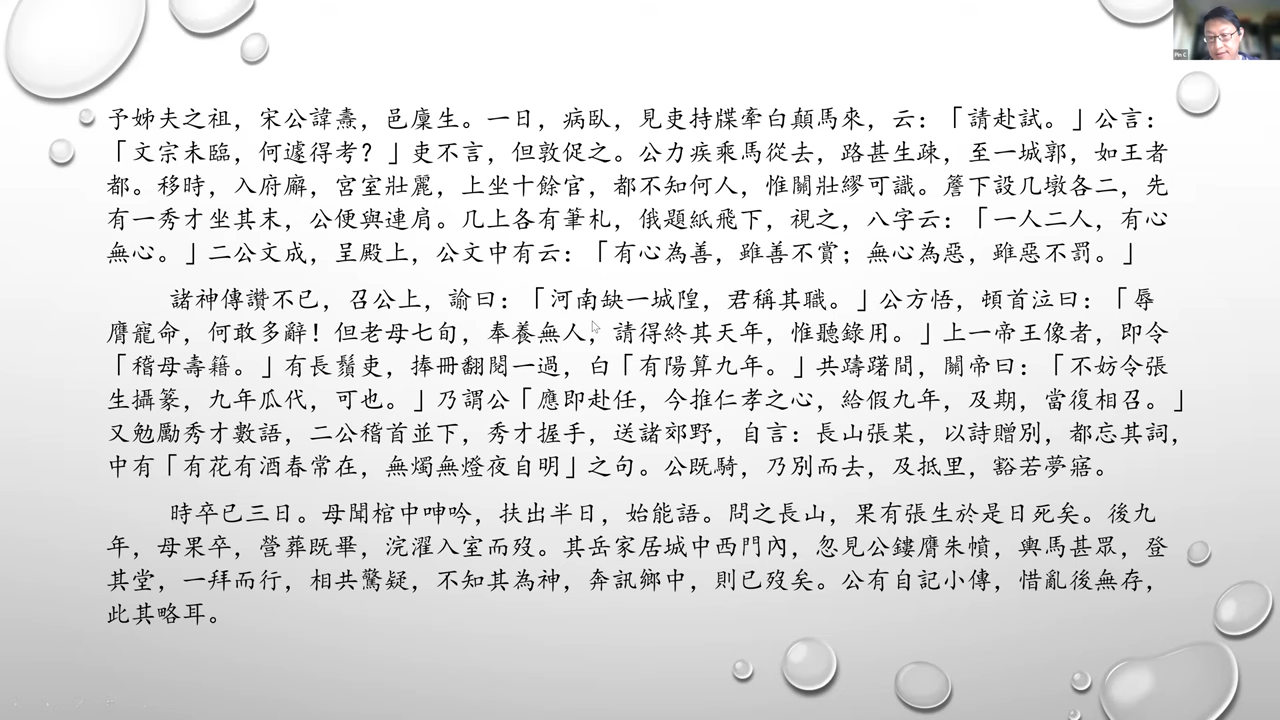 予姊夫之祖，宋公諱燾，邑廩生。一日，病臥，見吏持牒牽白顛馬來，云：「請赴試。」公言：
「文宗未臨，何遽得考？」吏不言，但敦促之。公力疾乘馬從去，路甚生疎，至一城郭，如王者
都。移時，入府廨，宮室壯麗，上坐十餘官，都不知何人，惟關壯繆可識。簷下設几墩各二，先
有一秀才坐其末，公便與連肩。几上各有筆札，俄題紙飛下，視之，八字云：「一人二人，有心
無心。」二公文成，呈殿上，公文中有云：「有心為善，雖善不賞；無心為惡，雖惡不罰。」
諸神傳讚不已，召公上，諭曰：「河南缺一城隍，君稱其職。」公方悟，頓首泣曰：「辱
膺寵命，何敢多辭！但老母七旬，奉養無人，請得終其天年，惟聽錄用。」上一帝王像者，即令
「稽母壽籍。」有長鬚吏，捧冊翻閱一過，白「有陽算九年。」共躊躇間，關帝曰：「不妨令張
生攝篆，九年瓜代，可也。」乃謂公「應即赴任，今推仁孝之心，給假九年，及期，當復相召。」
又勉勵秀才數語，二公稽首並下，秀才握手，送諸郊野，自言：長山張某，以詩贈別，都忘其詞，
中有「有花有酒春常在，無燭無燈夜自明」之句。公既騎，乃別而去，及抵里，豁若夢寤。
時卒已三日。母聞棺中呻吟，扶出半日，始能語。問之長山，果有張生於是日死矣。後九
年，母果卒，營葬既畢，浣濯入室而歿。其岳家居城中西門內，忽見公鏤膺朱幩，輿馬甚眾，登
其堂，一拜而行，相共驚疑，不知其為神，奔訊鄉中，則已歿矣。公有自記小傳，惜亂後無存，
此其略耳。
Pin C